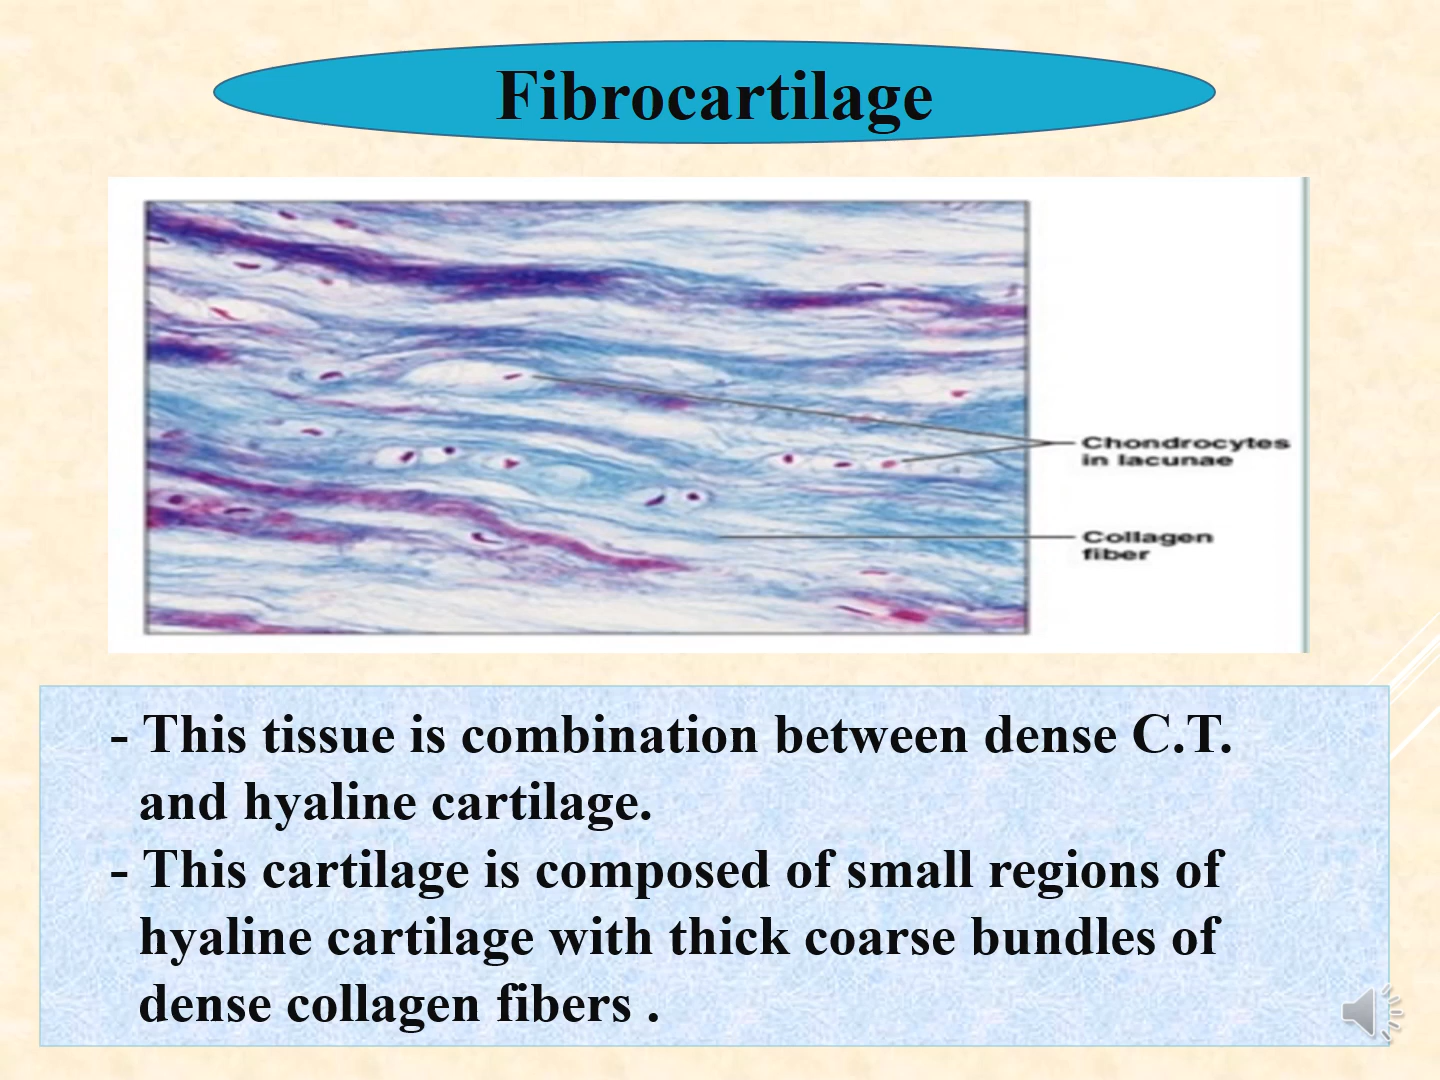 Fibrocartilage
Chondrocytes
in lacunae
Collagen
fiber
- This tissue is combination between dense C.T.
and hyaline cartilage.
- This cartilage is composed of small regions of
hyaline cartilage with thick coarse bundles of
dense collagen fibers .